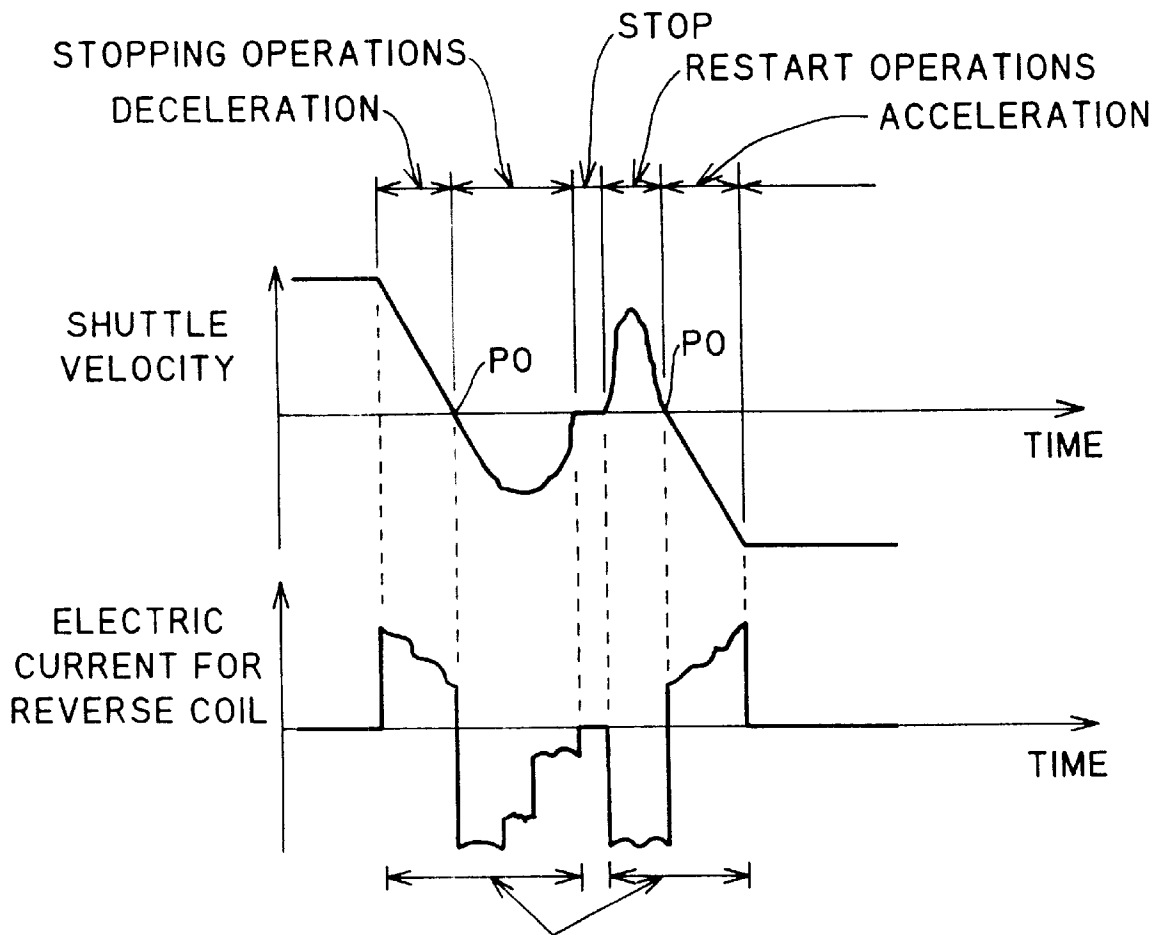 STOP
STOPPING OPERATIONS
RESTART OPERATIONS
DECELERATION
ACCELERATION
SHUTTLE
VELOCITY
PO
PO
TIME
ELECTRIC
CURRENT FOR
REVERSE COIL
TIME